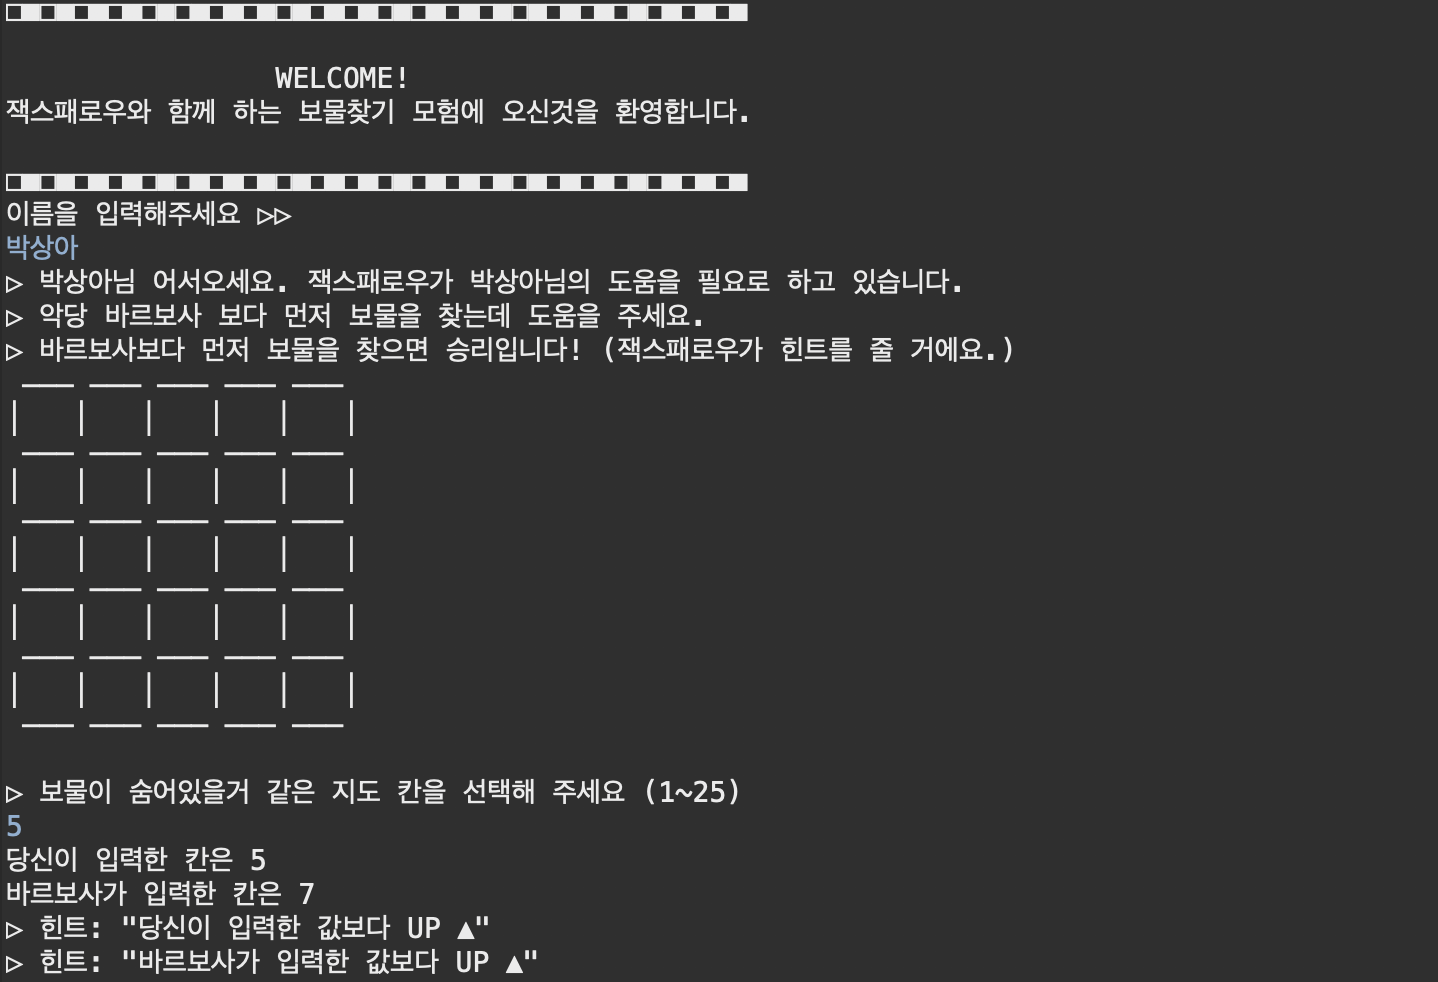 WELCOME!
잭스패로우와 함께 하는 보물찾기 모험에 오신것을 환영합니다.
이름을 입력해주세요 ▷▷
박상아
▷ 박상아님 어서오세요. 잭스패로우가 박상아님의 도움을 필요로 하고 있습니다.
▷ 악당 바르보사 보다 먼저 보물을 찾는데 도움을 주세요.
▷ 바르보사보다 먼저 보물을 찾으면 승리입니다! (잭스패로우가 힌트를 줄 거에요.)
▷ 보물이 숨어있을거 같은 지도 칸을 선택해 주세요 (1~25)
5
당신이 입력한 칸은 5
바르보사가 입력한 칸은 7
▷ 힌트: "당신이 입력한 값보다 UP ▲"
▷ 힌트: "바르보사가 입력한 값보다 UP ▲"